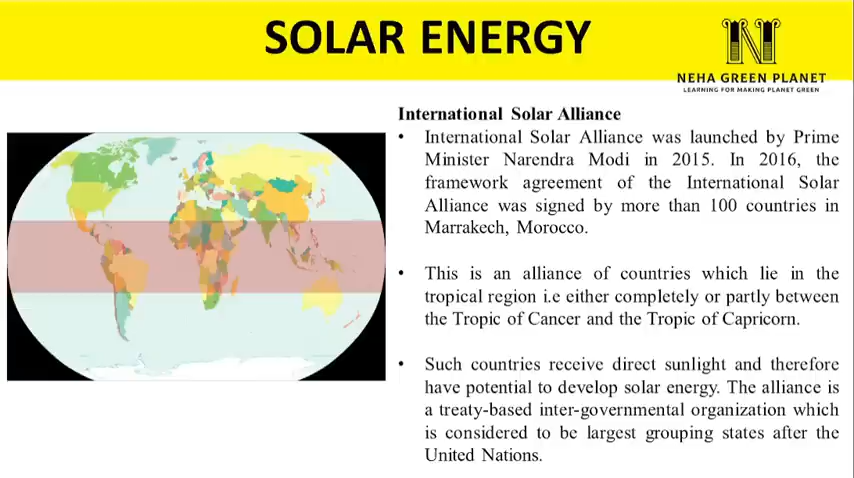 SOLAR ENERGY
N
NEHA GREEN PLANET
LEARNING FOR MAKING PLANET GREEN
International Solar Alliance
• International Solar Alliance was launched by Prime
Minister Narendra Modi in 2015. In 2016, the
framework agreement of the International Solar
Alliance was signed by more than 100 countries in
Marrakech, Morocco.
• This is an alliance of countries which lie in the
tropical region i.e either completely or partly between
the Tropic of Cancer and the Tropic of Capricorn.
• Such countries receive direct sunlight and therefore
have potential to develop solar energy. The alliance is
a treaty-based inter-governmental organization which
is considered to be largest grouping states after the
United Nations.